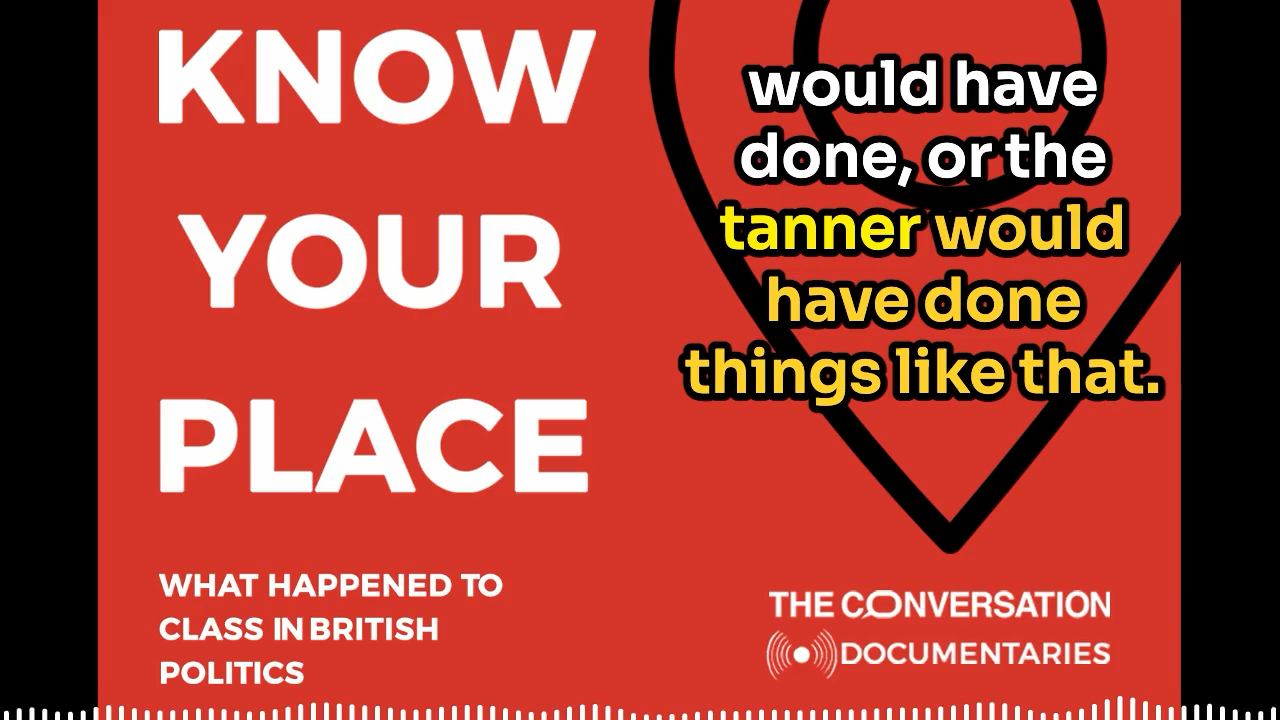 KNOW
YOUR
PLACE
WHAT HAPPENED TO
CLASS IN BRITISH
POLITICS
would have
done, or the
tanner would
have done
things like that.
THE CONVERSATION
DOCUMENTARIES